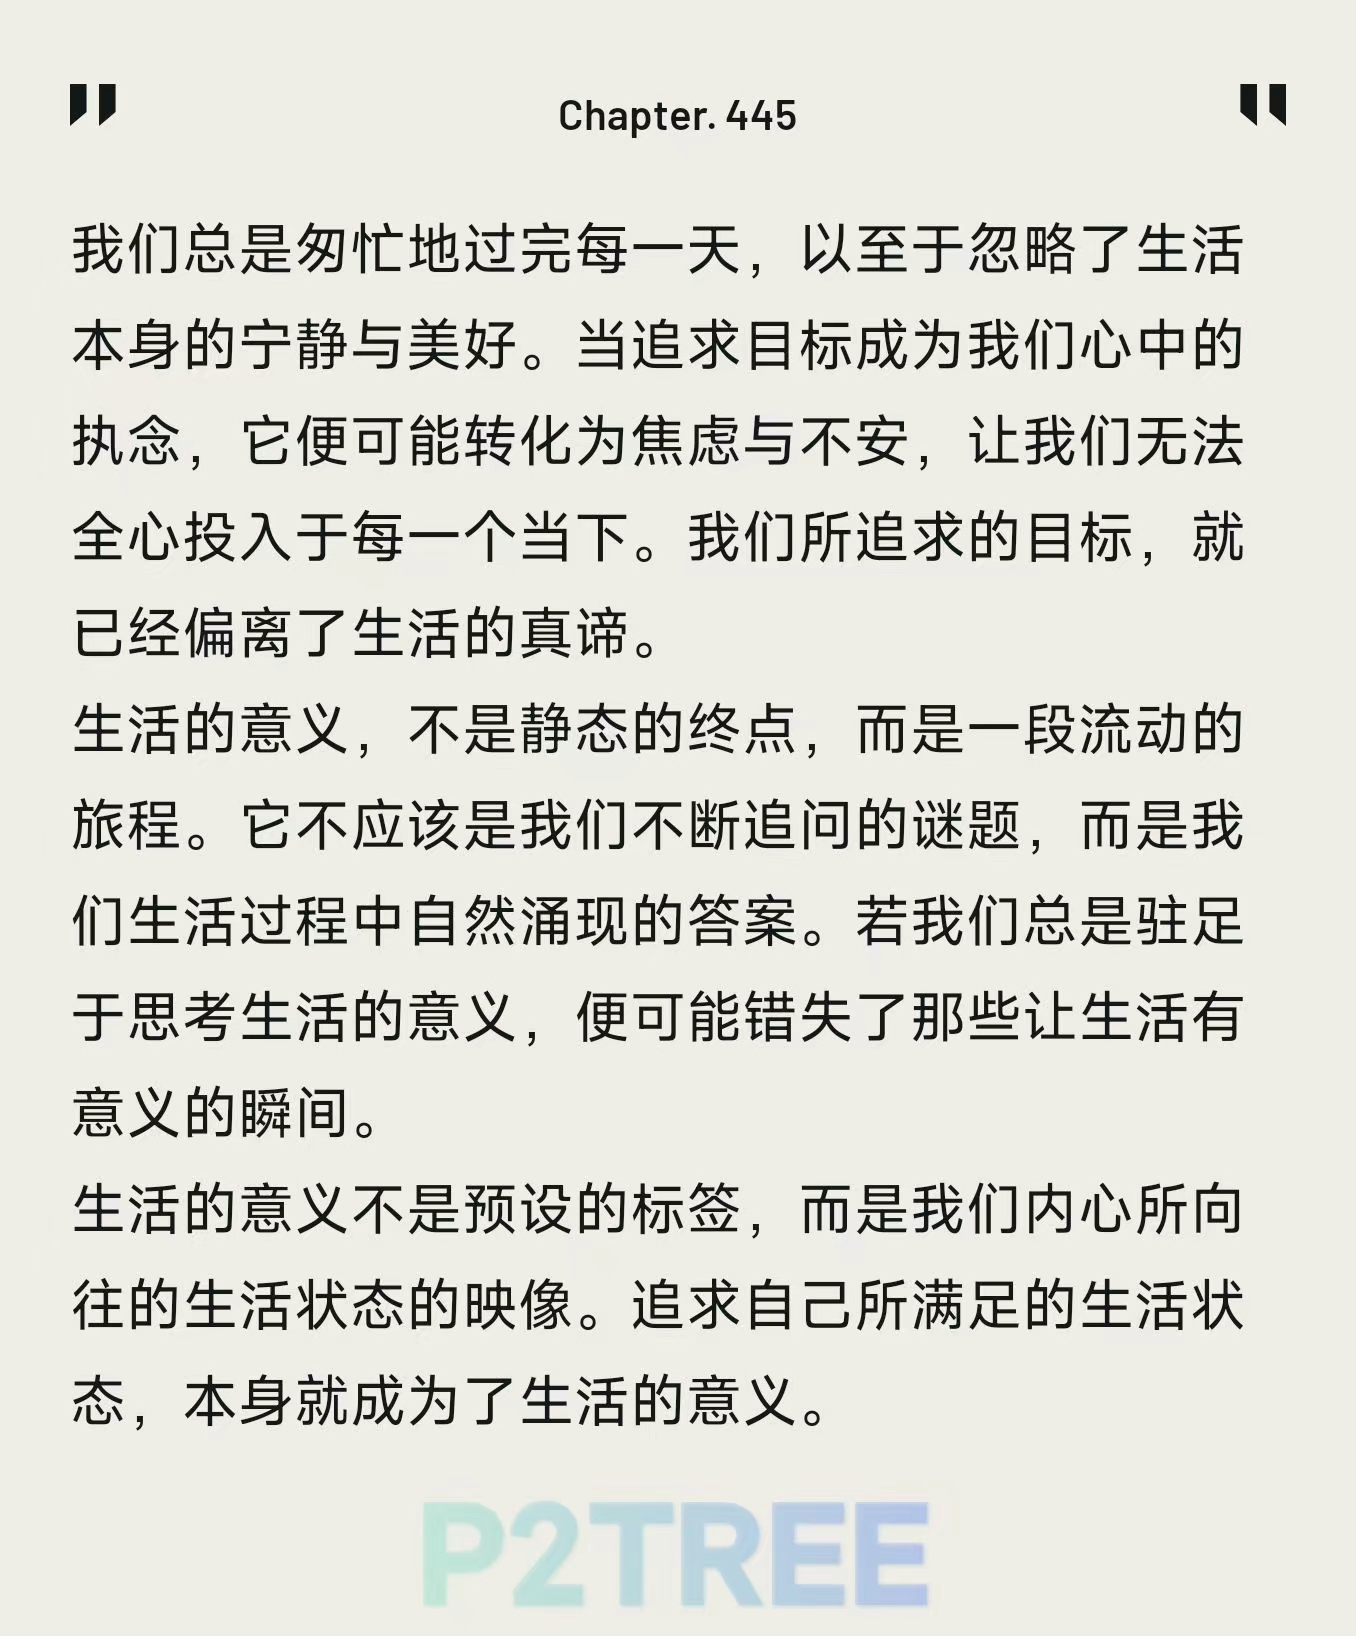 Chapter. 445
我们总是匆忙地过完每一天，以至于忽略了生活
本身的宁静与美好。当追求目标成为我们心中的
执念，它便可能转化为焦虑与不安，让我们无法
全心投入于每一个当下。我们所追求的目标，就
已经偏离了生活的真谛。
生活的意义，不是静态的终点，而是一段流动的
旅程。它不应该是我们不断追问的谜题，而是我
们生活过程中自然涌现的答案。若我们总是驻足
于思考生活的意义，便可能错失了那些让生活有
意义的瞬间。
生活的意义不是预设的标签，而是我们内心所向
往的生活状态的映像。追求自己所满足的生活状
态，本身就成为了生活的意义。
P2TREE